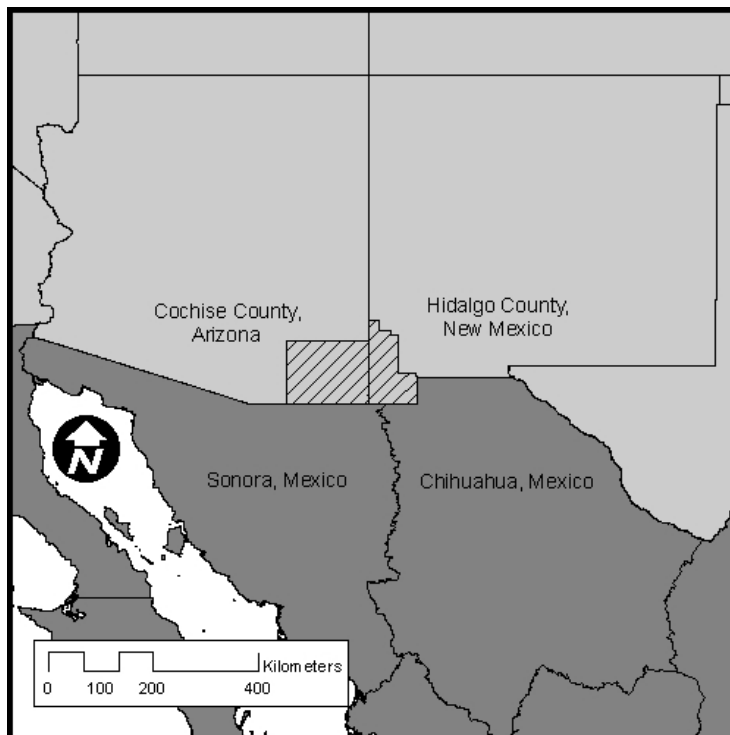 Cochise County,
Arizona
Hidalgo County,
New Mexico
N
Sonora, Mexico
Chihuahua, Mexico
Kilometers
0 100 200 400